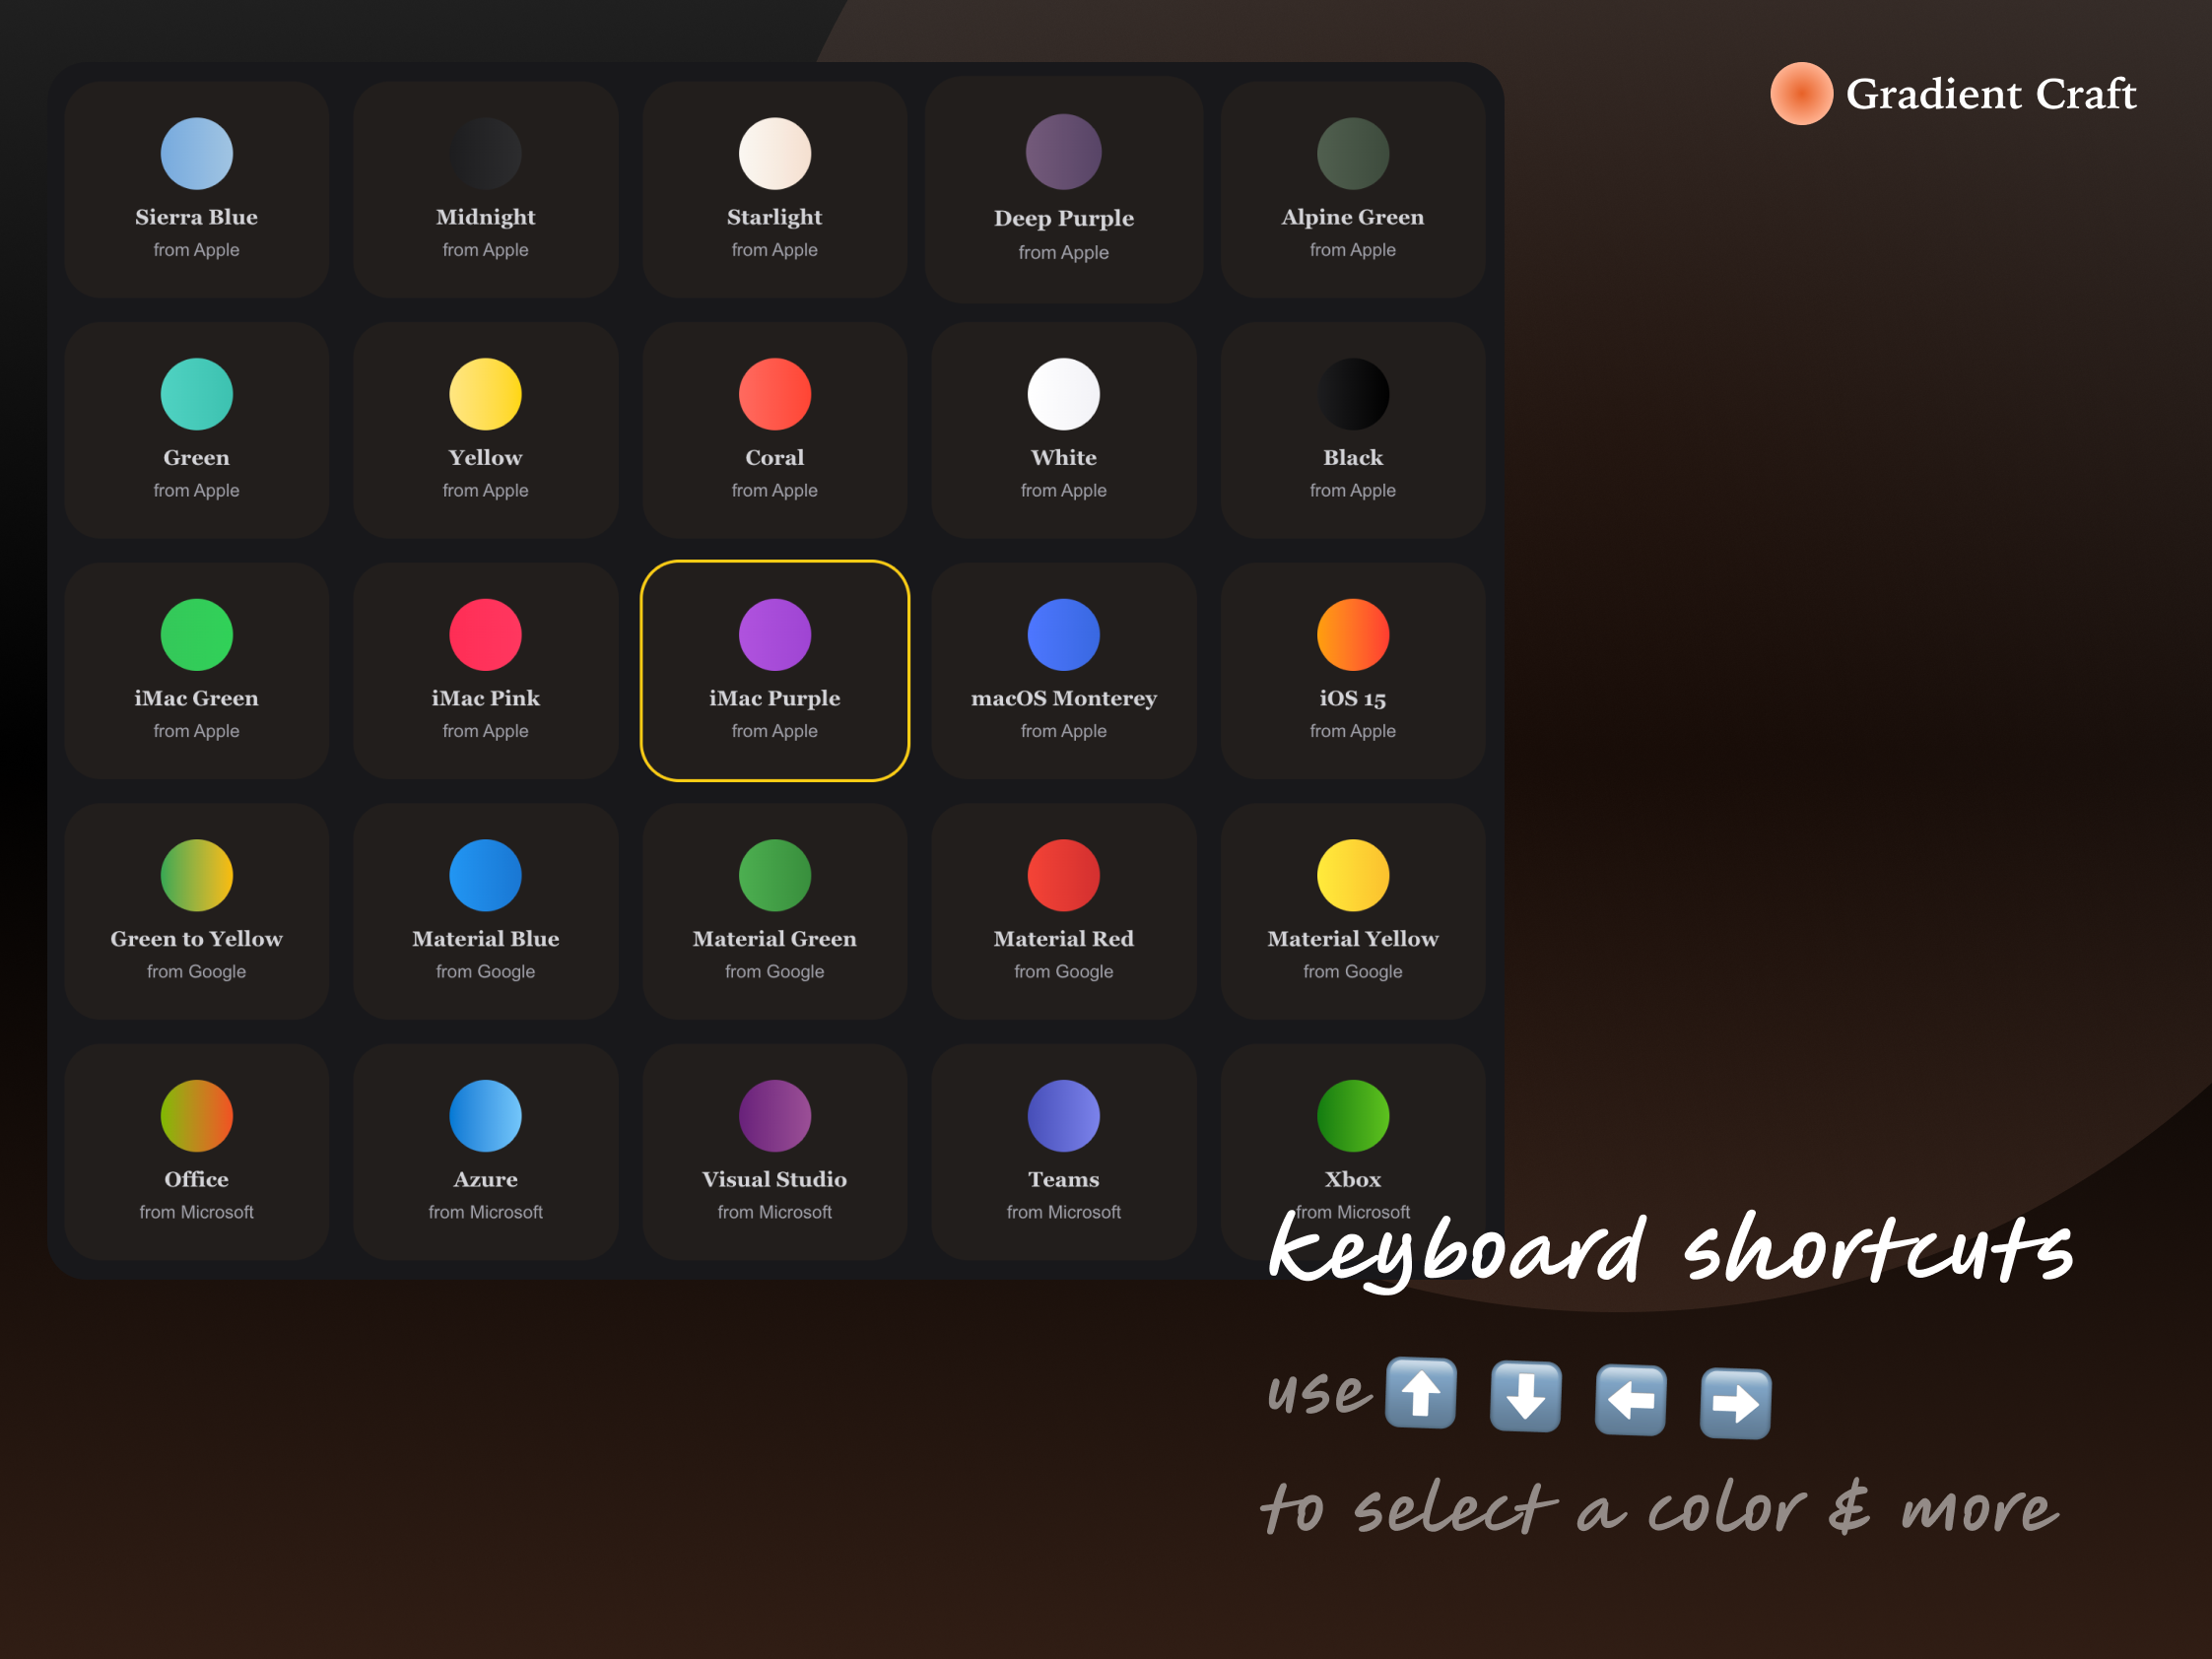 Gradient Craft
Sierra Blue
from Apple
Midnight
from Apple
Starlight
from Apple
Deep Purple
from Apple
Alpine Green
from Apple
Green
from Apple
Yellow
from Apple
Coral
from Apple
White
from Apple
Black
from Apple
iMac Green
from Apple
iMac Pink
from Apple
iMac Purple
from Apple
macOS Monterey
from Apple
iOS 15
from Apple
Green to Yellow
from Google
Material Blue
from Google
Material Green
from Google
Material Red
from Google
Material Yellow
from Google
Office
from Microsoft
Azure
from Microsoft
Visual Studio
from Microsoft
Teams
from Microsoft
Xbox
from Microsoft
keyboard shortcuts
use ⬆️ ⬇️ ⬅️ ➡️
to select a color & more